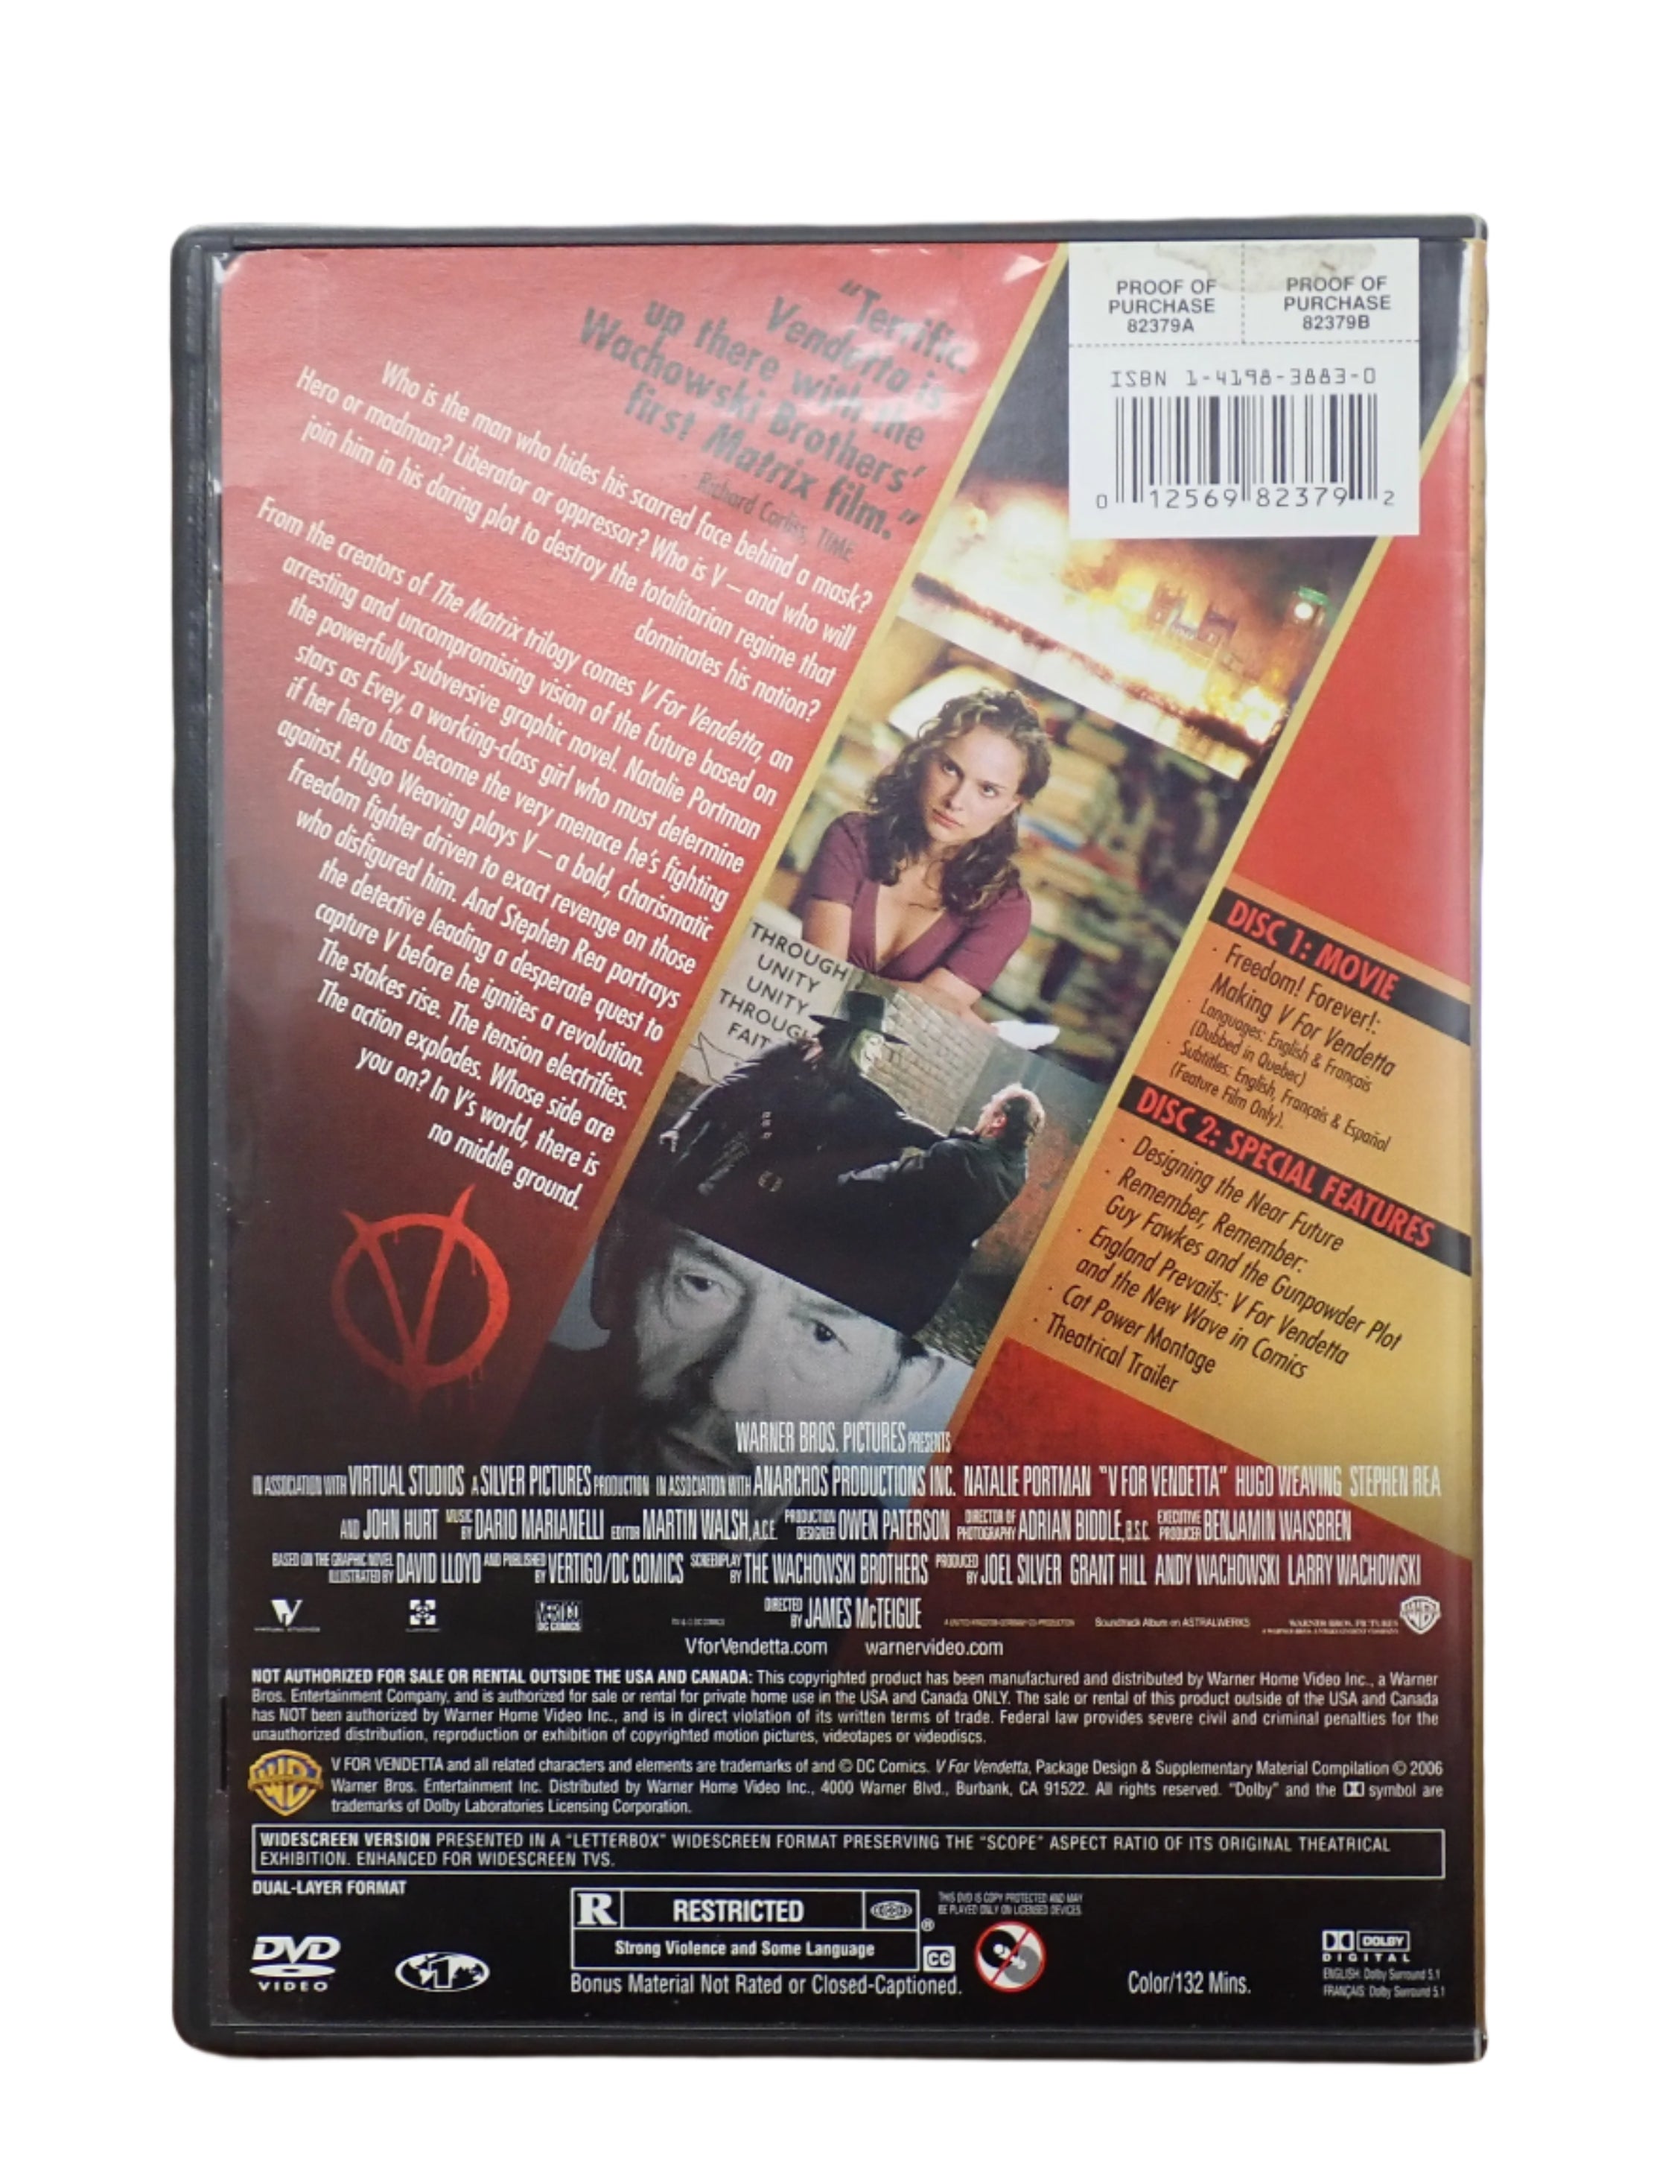 "Terrific.
Vendetta is
up there with the
Wachowski Brothers'
first Matrix film."
Richard Corliss, TIME
Who is the man who hides his scarred face behind a mask?
Hero or madman? Liberator or oppressor? Who is V – and who will
join him in his daring plot to destroy the totalitarian regime that
dominates his nation?
From the creators of The Matrix trilogy comes V For Vendetta, an
arresting and uncompromising vision of the future based on
the powerfully subversive graphic novel. Natalie Portman
stars as Evey, a working-class girl who must determine
if her hero has become the very menace he's fighting
against. Hugo Weaving plays V – a bold, charismatic
freedom fighter driven to exact revenge on those
who disfigured him. And Stephen Rea portrays
the detective leading a desperate quest to
capture V before he ignites a revolution.
The stakes rise. The tension electrifies.
The action explodes. Whose side are
you on? In V's world, there is
no middle ground.
V
PROOF OF
PURCHASE
82379A
PROOF OF
PURCHASE
82379B
ISBN 1-4198-3883-0
0 12569 82379 2
THROUGH
UNITY
UNITY
THROUGH
FAIT
DISC 1: MOVIE
· Freedom! Forever!:
Making V For Vendetta
· Languages: English & Français
(Dubbed in Quebec)
· Subtitles: English, Français & Español
(Feature Film Only).
DISC 2: SPECIAL FEATURES
· Designing the Near Future
· Remember, Remember:
Guy Fawkes and the Gunpowder Plot
· England Prevails: V For Vendetta
and the New Wave in Comics
· Cat Power Montage
· Theatrical Trailer
WARNER BROS. PICTURES PRESENTS
IN ASSOCIATION WITH VIRTUAL STUDIOS A SILVER PICTURES PRODUCTION IN ASSOCIATION WITH ANARCHOS PRODUCTIONS INC. NATALIE PORTMAN "V FOR VENDETTA" HUGO WEAVING STEPHEN REA
AND JOHN HURT MUSIC BY DARIO MARIANELLI EDITOR MARTIN WALSH, A.C.E. PRODUCTION DESIGNER OWEN PATERSON DIRECTOR OF PHOTOGRAPHY ADRIAN BIDDLE, B.S.C. EXECUTIVE PRODUCER BENJAMIN WAISBREN
BASED ON THE GRAPHIC NOVEL ILLUSTRATED BY DAVID LLOYD AND PUBLISHED BY VERTIGO/DC COMICS SCREENPLAY BY THE WACHOWSKI BROTHERS PRODUCED BY JOEL SILVER GRANT HILL ANDY WACHOWSKI LARRY WACHOWSKI
DIRECTED BY JAMES McTEIGUE
VIRTUAL STUDIOS
VERTIGO
DC COMICS
Soundtrack Album on ASTRALWERKS
WARNER BROS. PICTURES
VforVendetta.com warnervideo.com
NOT AUTHORIZED FOR SALE OR RENTAL OUTSIDE THE USA AND CANADA: This copyrighted product has been manufactured and distributed by Warner Home Video Inc., a Warner
Bros. Entertainment Company, and is authorized for sale or rental for private home use in the USA and Canada ONLY. The sale or rental of this product outside of the USA and Canada
has NOT been authorized by Warner Home Video Inc., and is in direct violation of its written terms of trade. Federal law provides severe civil and criminal penalties for the
unauthorized distribution, reproduction or exhibition of copyrighted motion pictures, videotapes or videodiscs.
V FOR VENDETTA and all related characters and elements are trademarks of and © DC Comics. V For Vendetta, Package Design & Supplementary Material Compilation © 2006
Warner Bros. Entertainment Inc. Distributed by Warner Home Video Inc., 4000 Warner Blvd., Burbank, CA 91522. All rights reserved. "Dolby" and the DD symbol are
trademarks of Dolby Laboratories Licensing Corporation.
WIDESCREEN VERSION PRESENTED IN A "LETTERBOX" WIDESCREEN FORMAT PRESERVING THE "SCOPE" ASPECT RATIO OF ITS ORIGINAL THEATRICAL
EXHIBITION. ENHANCED FOR WIDESCREEN TVS.
DUAL-LAYER FORMAT
DVD
VIDEO
1
R RESTRICTED ®
Strong Violence and Some Language
Bonus Material Not Rated or Closed-Captioned.
THIS DVD IS COPY PROTECTED AND MAY
BE PLAYED ONLY ON LICENSED DEVICES.
CC
Color/132 Mins.
DOLBY
DIGITAL
ENGLISH: Dolby Surround 5.1
FRANÇAIS: Dolby Surround 5.1